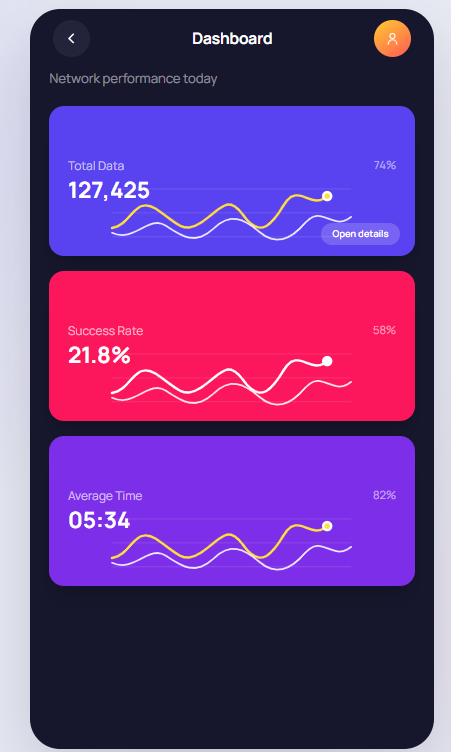 Dashboard
Network performance today
Total Data 74%
127,425
Open details
Success Rate 58%
21.8%
Average Time 82%
05:34